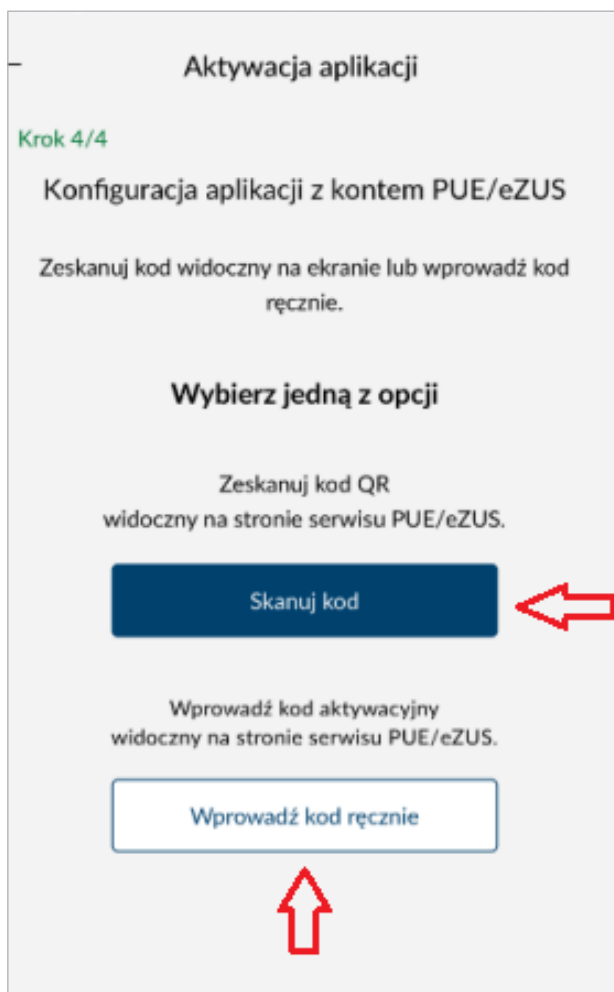 Aktywacja aplikacji
Krok 4/4
Konfiguracja aplikacji z kontem PUE/eZUS
Zeskanuj kod widoczny na ekranie lub wprowadź kod
ręcznie.
Wybierz jedną z opcji
Zeskanuj kod QR
widoczny na stronie serwisu PUE/eZUS.
Skanuj kod
Wprowadź kod aktywacyjny
widoczny na stronie serwisu PUE/eZUS.
Wprowadź kod ręcznie